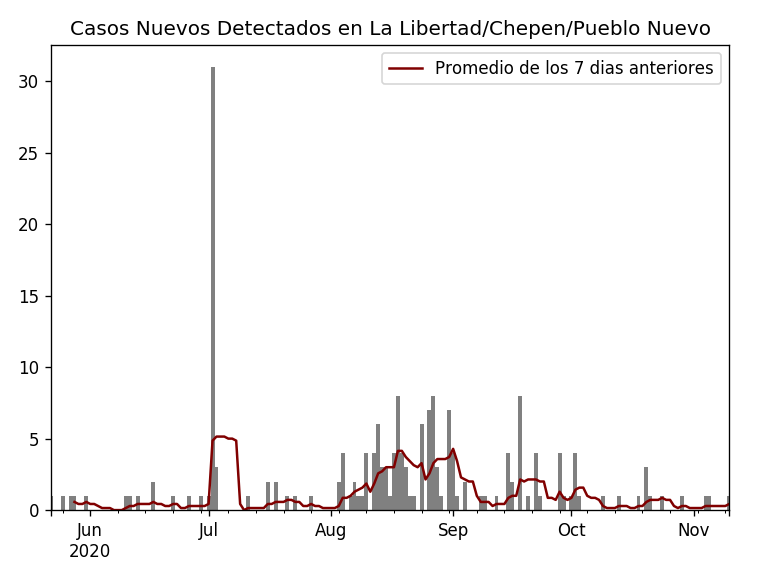 Casos Nuevos Detectados en La Libertad/Chepen/Pueblo Nuevo
Promedio de los 7 dias anteriores
30
25
20
15
10
5
0
Jun Jul Aug Sep Oct Nov
2020